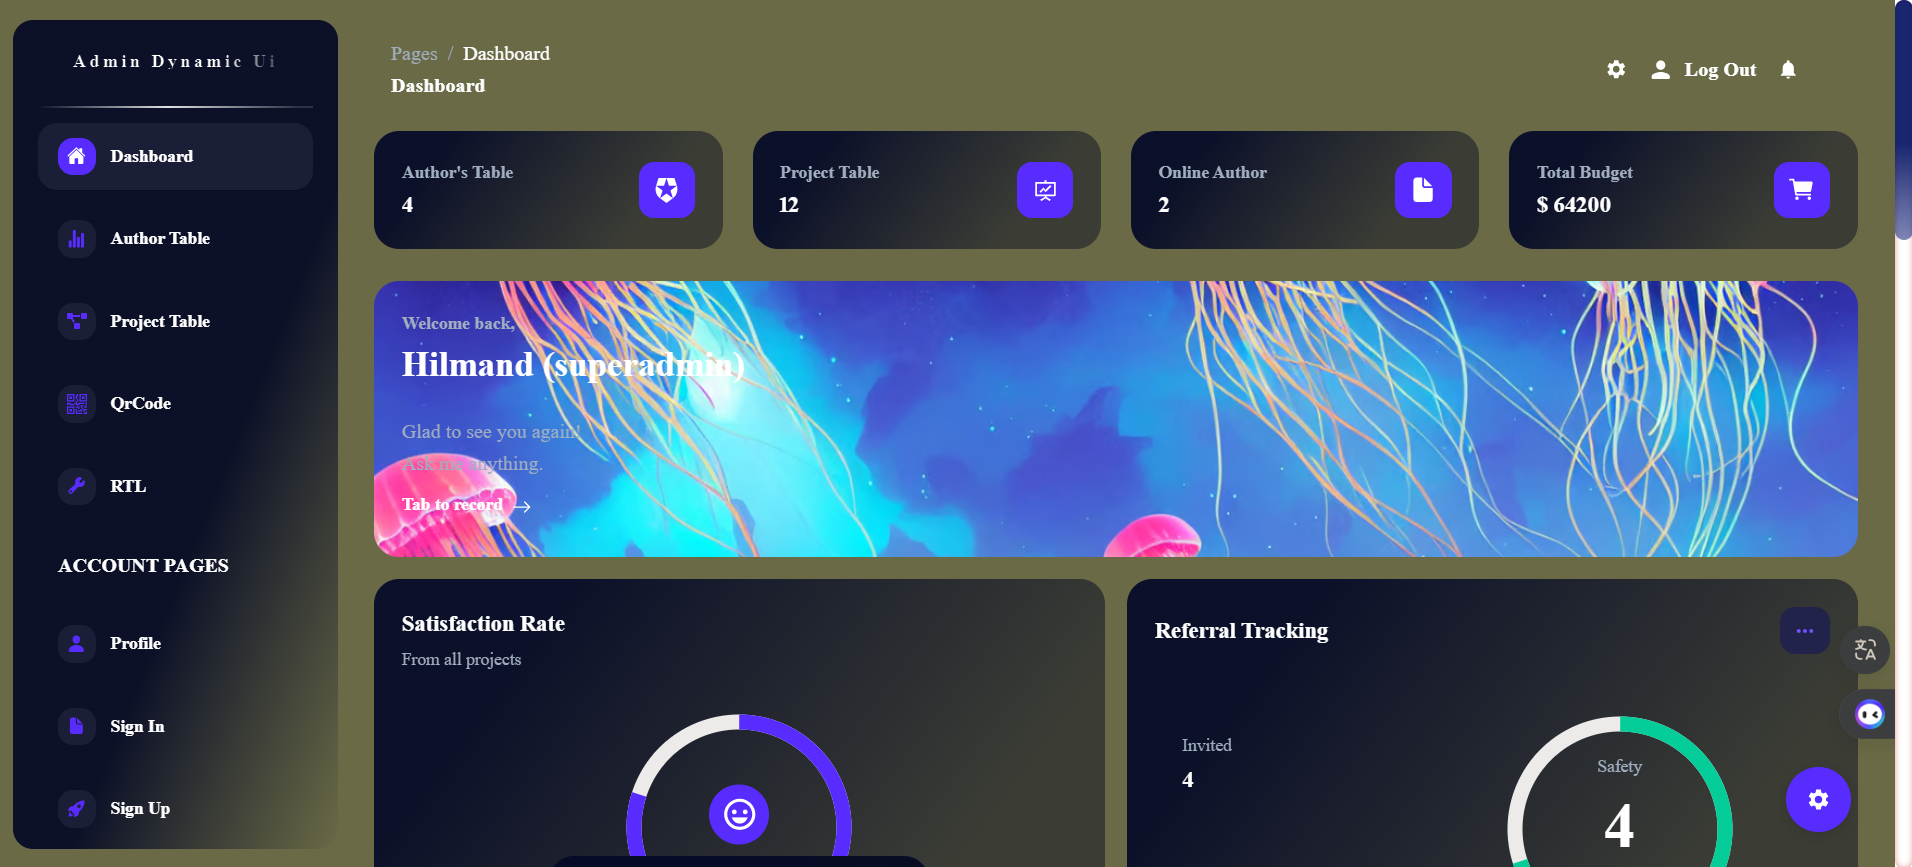 Admin Dynamic Ui
Dashboard
Author Table
Project Table
QrCode
RTL
ACCOUNT PAGES
Profile
Sign In
Sign Up
Pages / Dashboard
Dashboard
Log Out
Author's Table
4
Project Table
12
Online Author
2
Total Budget
$ 64200
Welcome back,
Hilmand (superadmin)
Glad to see you again!
Ask me anything.
Tab to record
Satisfaction Rate
From all projects
Referral Tracking
Invited
4
Safety
4